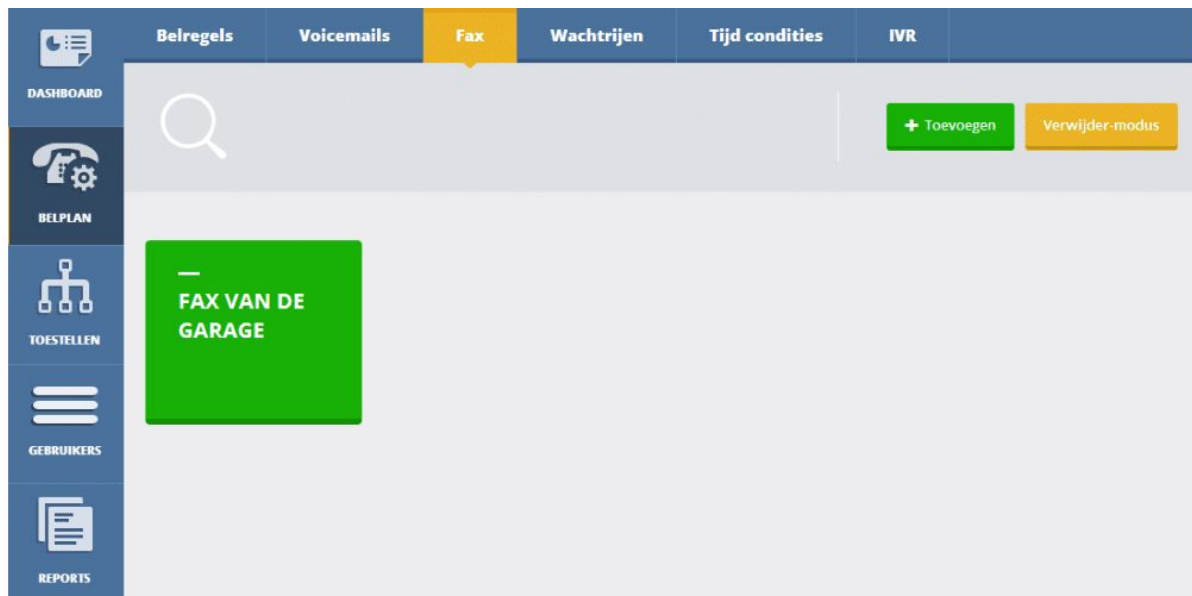 Belregels Voicemails Fax Wachtrijen Tijd condities IVR
DASHBOARD
+ Toevoegen Verwijder-modus
BELPLAN
FAX VAN DE
GARAGE
TOESTELLEN
GEBRUIKERS
REPORTS